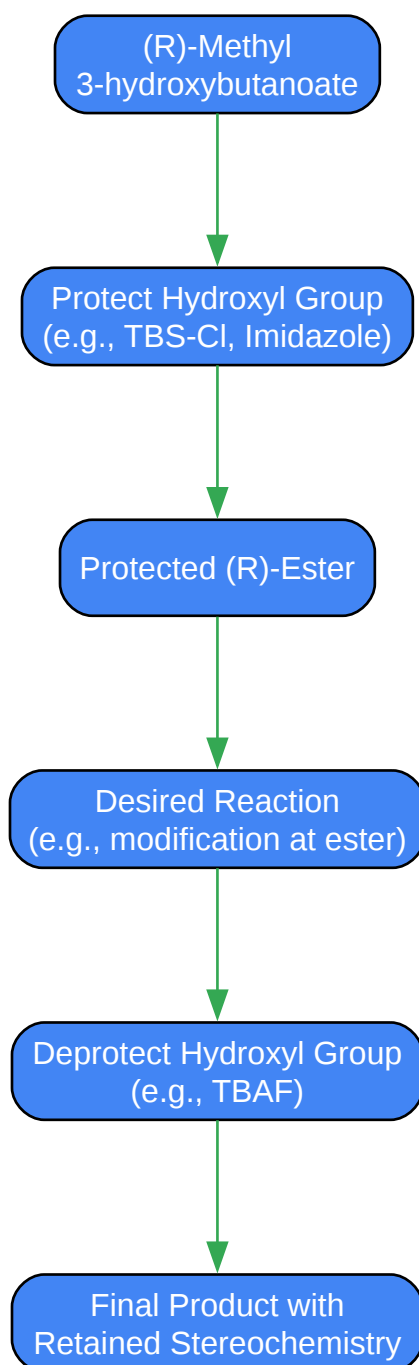 (R)-Methyl
3-hydroxybutanoate
Protect Hydroxyl Group
(e.g., TBS-Cl, Imidazole)
Protected (R)-Ester
Desired Reaction
(e.g., modification at ester)
Deprotect Hydroxyl Group
(e.g., TBAF)
Final Product with
Retained Stereochemistry